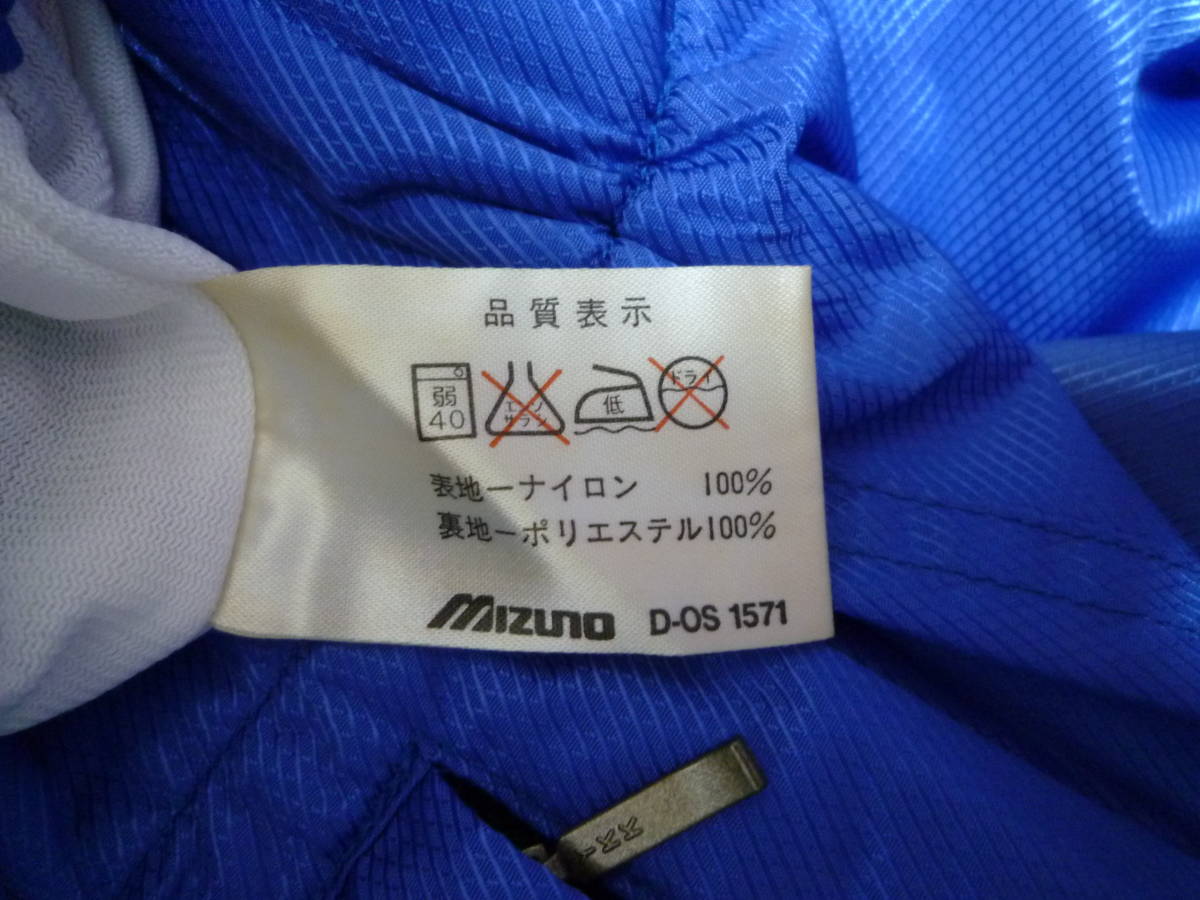 品質表示
弱 40
エンソ サラシ
低
ドライ
表地ーナイロン 100%
裏地ーポリエステル100%
MIZUNO D-OS 1571
YKK